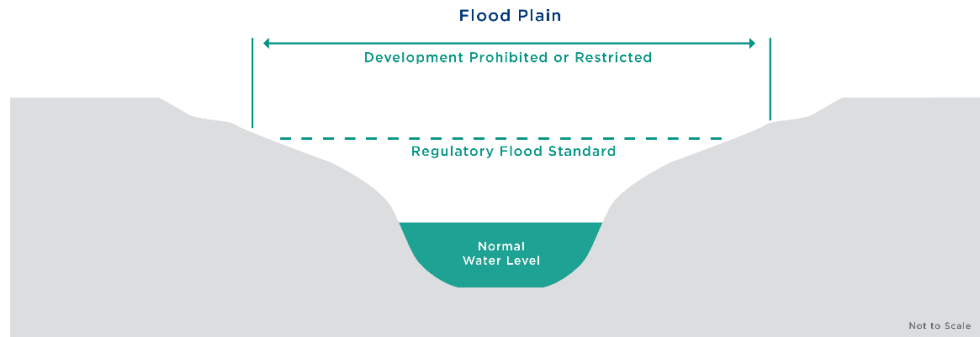 Flood Plain
Development Prohibited or Restricted
Regulatory Flood Standard
Normal
Water Level
Not to Scale